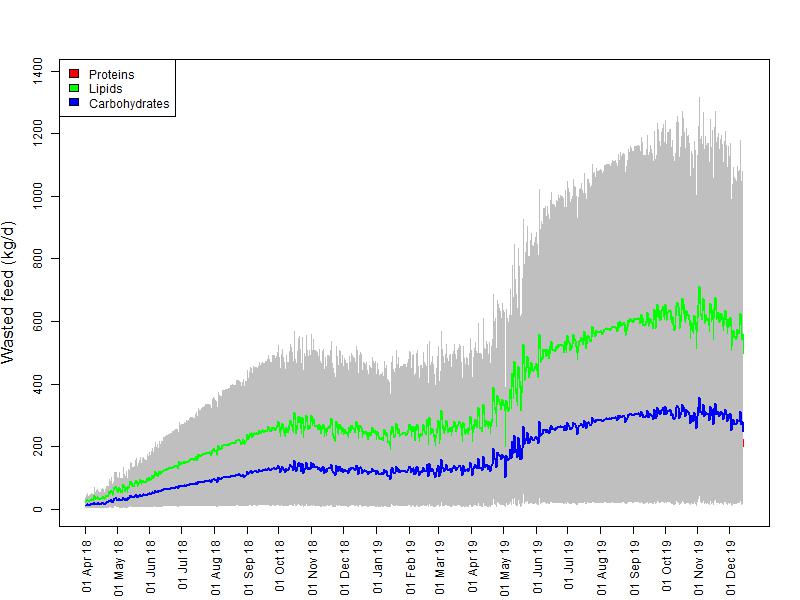 Proteins
Lipids
Carbohydrates
Wasted feed (kg/d)
1400
1200
1000
800
600
400
200
0
01 Apr 18
01 May 18
01 Jun 18
01 Jul 18
01 Aug 18
01 Sep 18
01 Oct 18
01 Nov 18
01 Dec 18
01 Jan 19
01 Feb 19
01 Mar 19
01 Apr 19
01 May 19
01 Jun 19
01 Jul 19
01 Aug 19
01 Sep 19
01 Oct 19
01 Nov 19
01 Dec 19